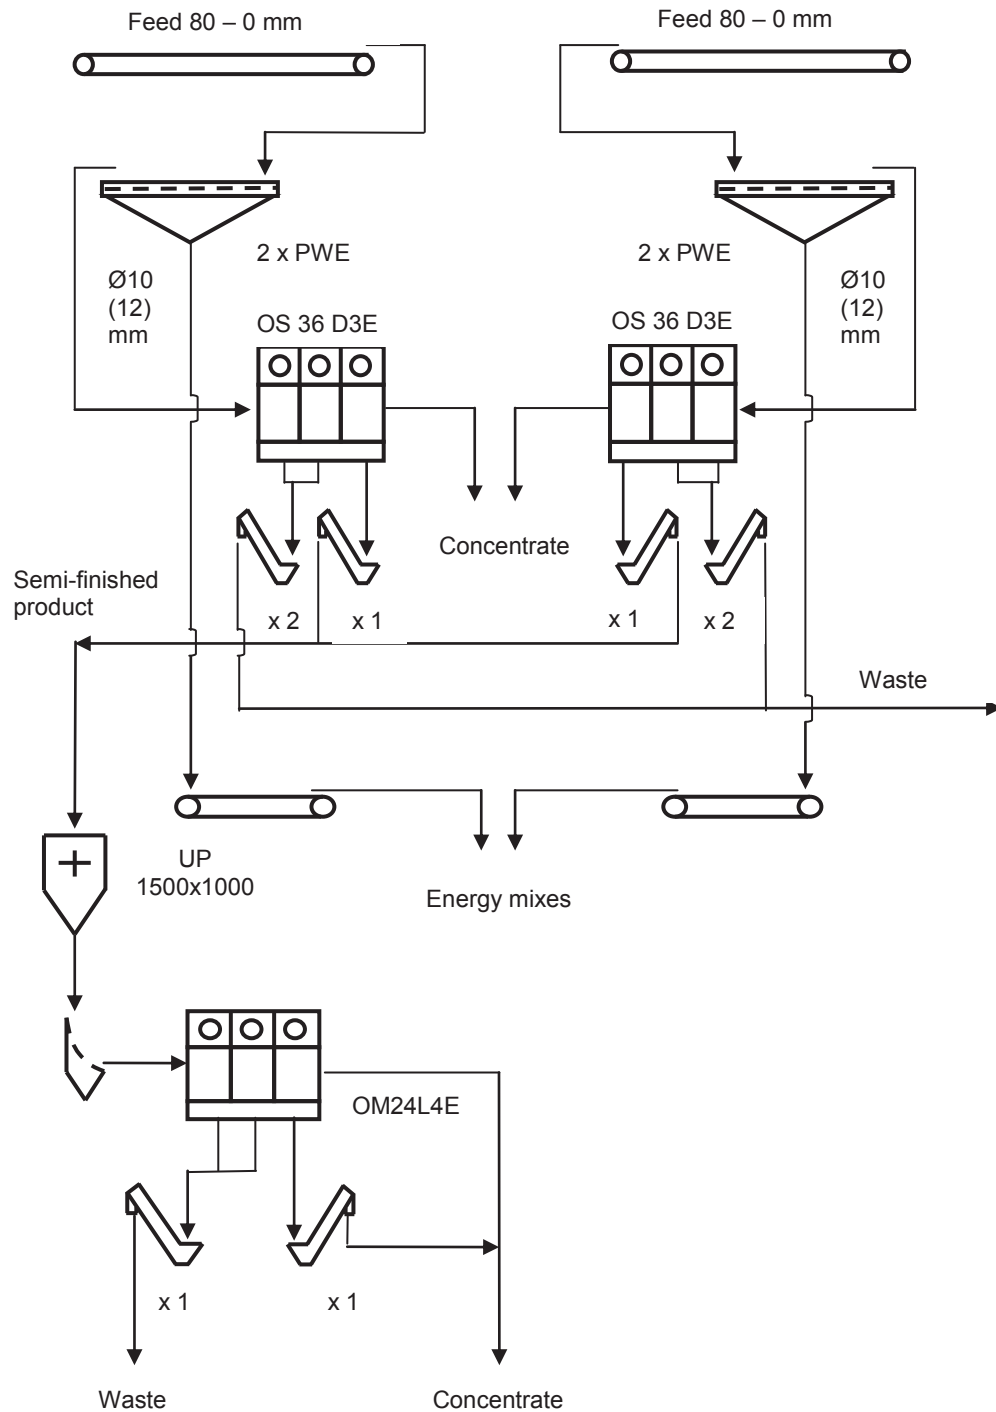 Feed 80 – 0 mm
Feed 80 – 0 mm
2 x PWE
2 x PWE
Ø10
(12)
mm
Ø10
(12)
mm
OS 36 D3E
OS 36 D3E
Concentrate
Semi-finished
product
x 2
x 1
x 1
x 2
Waste
UP
1500x1000
Energy mixes
OM24L4E
x 1
x 1
Waste
Concentrate